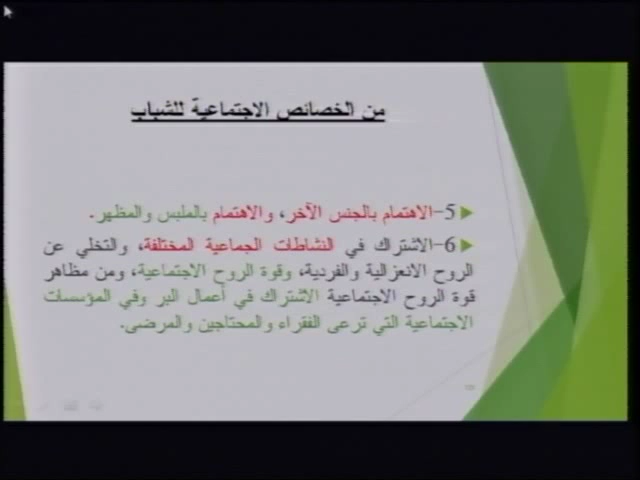 من الخصائص الاجتماعية للشباب
5-الاهتمام بالجنس الآخر، والاهتمام بالملبس والمظهر.
6-الاشتراك في النشاطات الجماعية المختلفة، والتخلي عن
الروح الانعزالية والفردية، وقوة الروح الاجتماعية، ومن مظاهر
قوة الروح الاجتماعية الاشتراك في أعمال البر وفي المؤسسات
الاجتماعية التي ترعى الفقراء والمحتاجين والمرضى.